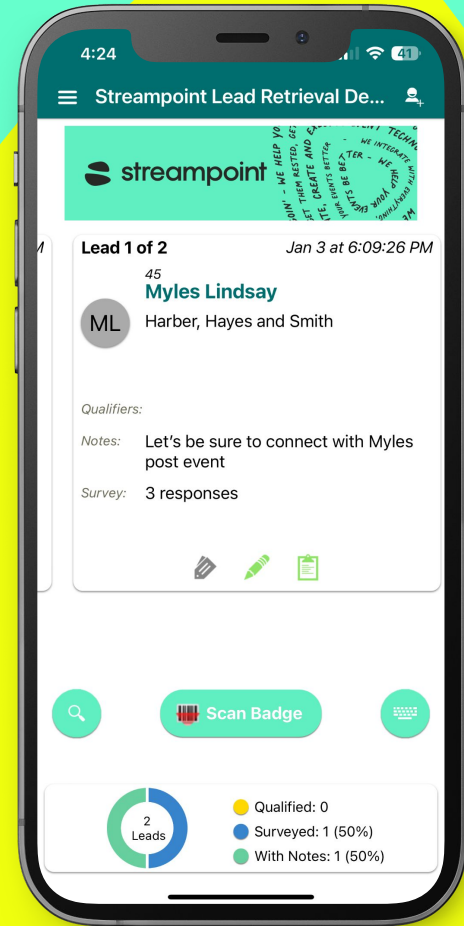 4:24
41
Streampoint Lead Retrieval De...
streampoint
M
Lead 1 of 2
Jan 3 at 6:09:26 PM
45
Myles Lindsay
ML
Harber, Hayes and Smith
Qualifiers:
Notes: Let's be sure to connect with Myles
post event
Survey: 3 responses
Scan Badge
2
Leads
Qualified: 0
Surveyed: 1 (50%)
With Notes: 1 (50%)